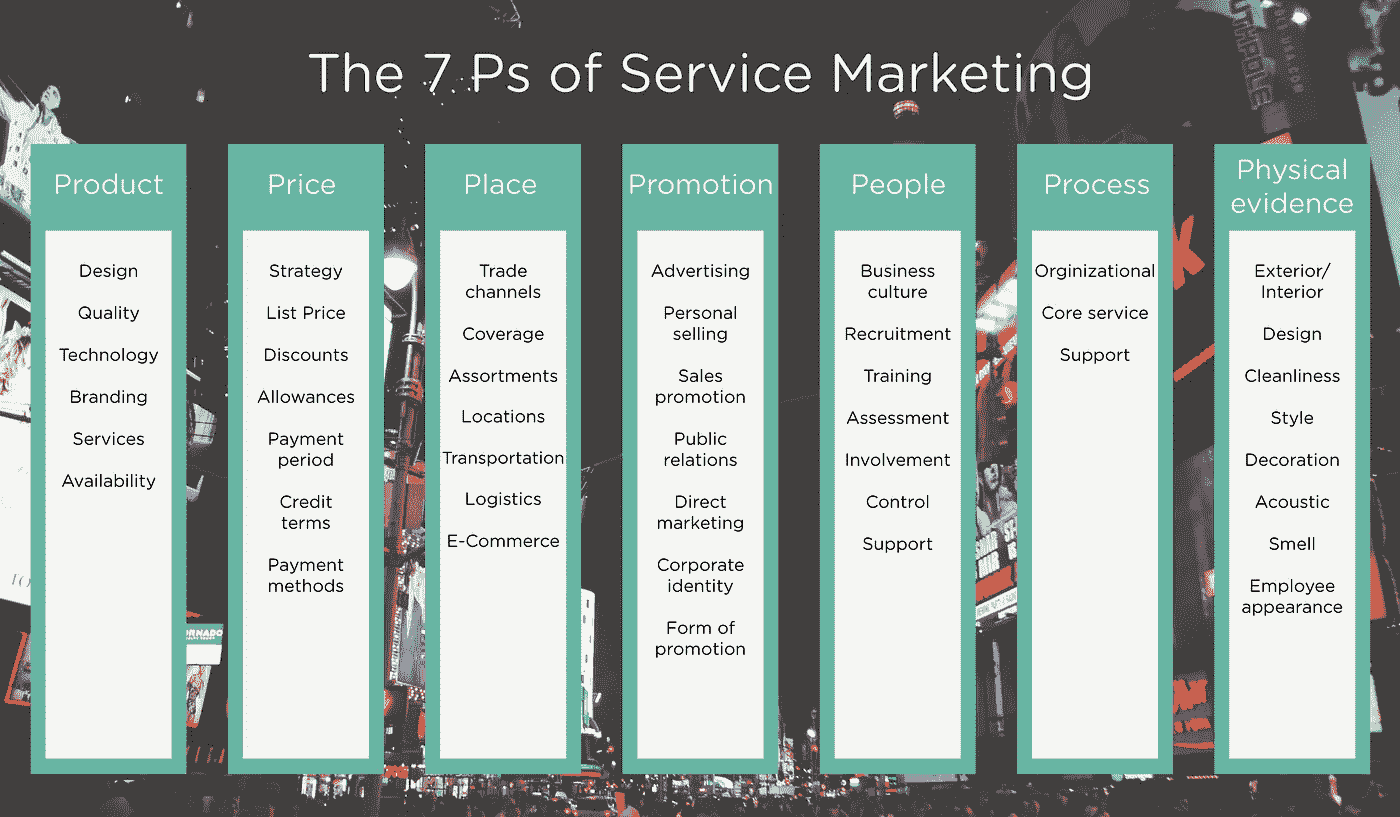 The 7 Ps of Service Marketing
Product
Design
Quality
Technology
Branding
Services
Availability
Price
Strategy
List Price
Discounts
Allowances
Payment
period
Credit
terms
Payment
methods
Place
Trade
channels
Coverage
Assortments
Locations
Transportation
Logistics
E-Commerce
Promotion
Advertising
Personal
selling
Sales
promotion
Public
relations
Direct
marketing
Corporate
identity
Form of
promotion
People
Business
culture
Recruitment
Training
Assessment
Involvement
Control
Support
Process
Orginizational
Core service
Support
Physical
evidence
Exterior/
Interior
Design
Cleanliness
Style
Decoration
Acoustic
Smell
Employee
appearance